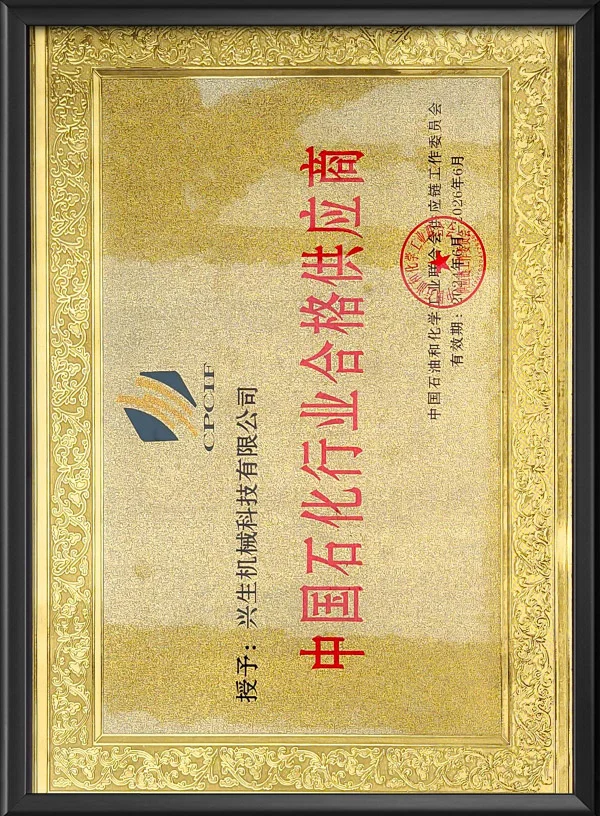 CPCIF
授予：兴生机械科技有限公司
中国石化行业合格供应商
中国石油和化学工业联合会供应链工作委员会
有效期：2024年6月-2026年6月